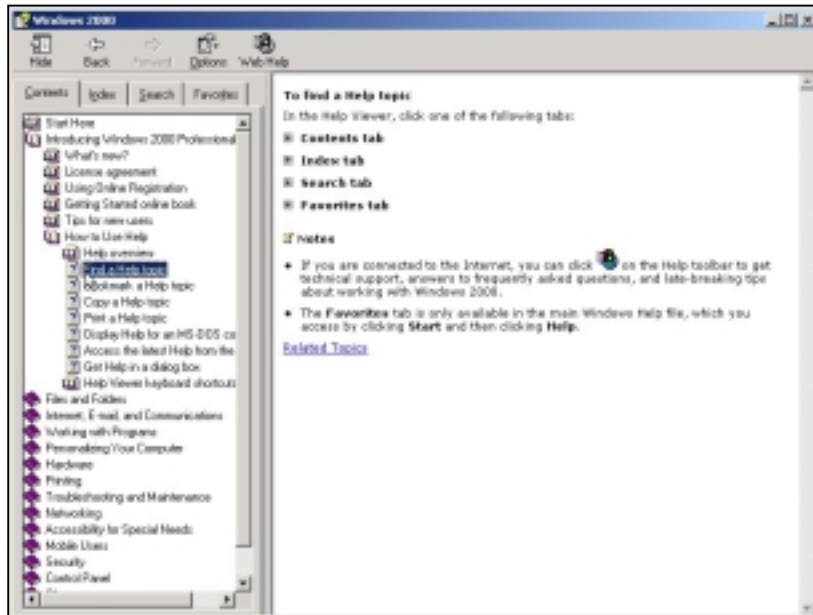 Windows 2000
Hide Back Forward Options Web Help
Contents Index Search Favorites
Start Here
Introducing Windows 2000 Professional
What's new?
License agreement
Using Online Registration
Getting Started online book
Tips for new users
How to Use Help
Help overview
Find a Help topic
Bookmark a Help topic
Copy a Help topic
Print a Help topic
Display Help for an MS-DOS co
Access the latest Help from the
Get Help in a dialog box
Help Viewer keyboard shortcuts
Files and Folders
Internet, E-mail, and Communications
Working with Programs
Personalizing Your Computer
Hardware
Printing
Troubleshooting and Maintenance
Networking
Accessibility for Special Needs
Mobile Users
Security
Control Panel
To find a Help topic
In the Help Viewer, click one of the following tabs:
Contents tab
Index tab
Search tab
Favorites tab
Notes
• If you are connected to the Internet, you can click on the Help toolbar to get
technical support, answers to frequently asked questions, and late-breaking tips
about working with Windows 2000.
• The Favorites tab is only available in the main Windows Help file, which you
access by clicking Start and then clicking Help.
Related Topics